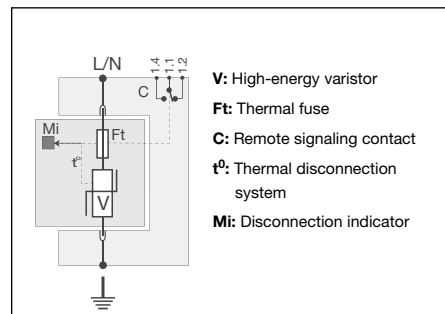 L/N
1.4
1.1
1.2
C
Mi
Ft
t°
V
V: High-energy varistor
Ft: Thermal fuse
C: Remote signaling contact
t⁰: Thermal disconnection
system
Mi: Disconnection indicator